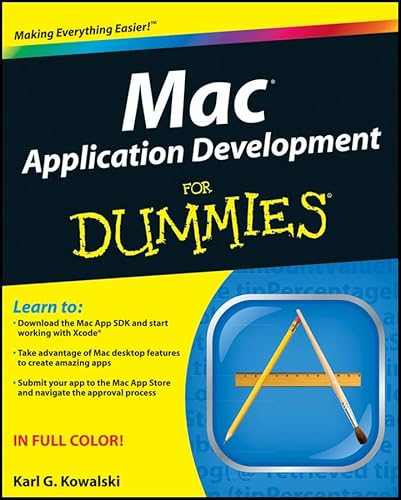 Making Everything Easier!™
Mac®
Application Development
FOR
DUMMIES®
Learn to:
• Download the Mac App SDK and start
working with Xcode®
• Take advantage of Mac desktop features
to create amazing apps
• Submit your app to the Mac App Store
and navigate the approval process
IN FULL COLOR!
Karl G. Kowalski
tipPercentage
retrieved